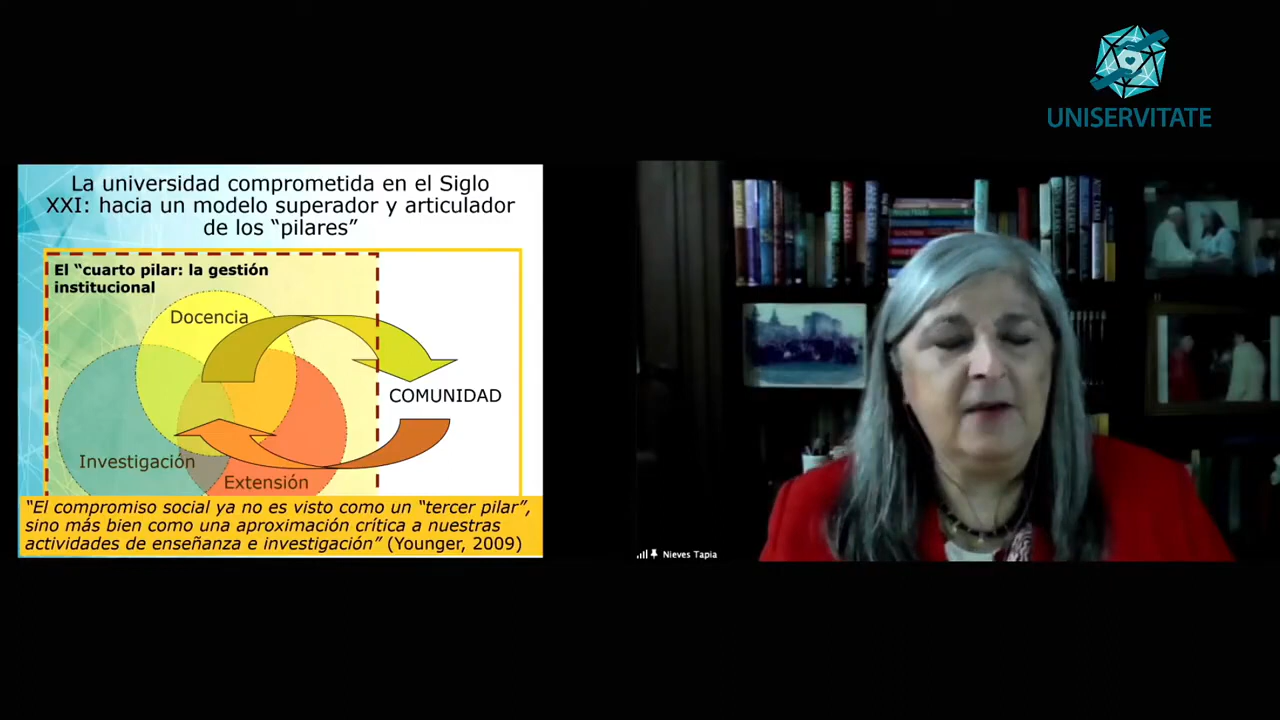 UNISERVITATE
La universidad comprometida en el Siglo
XXI: hacia un modelo superador y articulador
de los “pilares”
El “cuarto pilar: la gestión
institucional
Docencia
COMUNIDAD
Investigación
Extensión
“El compromiso social ya no es visto como un “tercer pilar”,
sino más bien como una aproximación crítica a nuestras
actividades de enseñanza e investigación” (Younger, 2009)
Nieves Tapia